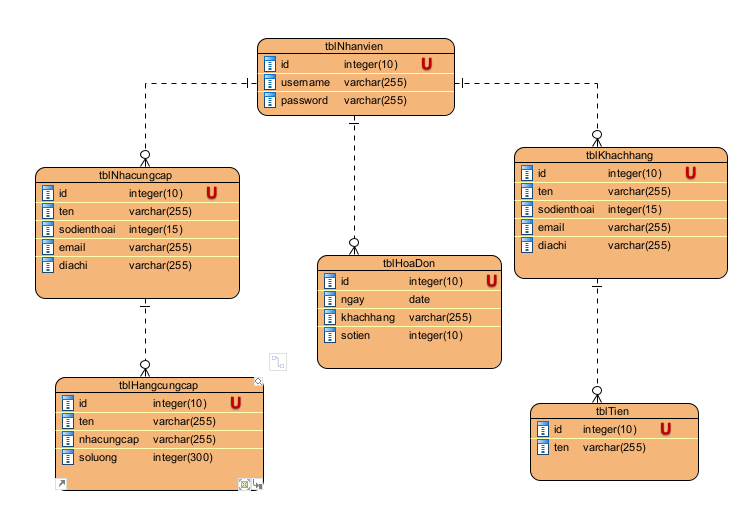 tblNhanvien
id integer(10) U
username varchar(255)
password varchar(255)
tblNhacungcap
id integer(10) U
ten varchar(255)
sodienthoai integer(15)
email varchar(255)
diachi varchar(255)
tblKhachhang
id integer(10) U
ten varchar(255)
sodienthoai integer(15)
email varchar(255)
diachi varchar(255)
tblHoaDon
id integer(10) U
ngay date
khachhang varchar(255)
sotien integer(10)
tblHangcungcap
id integer(10) U
ten varchar(255)
nhacungcap varchar(255)
soluong integer(300)
tblTien
id integer(10) U
ten varchar(255)